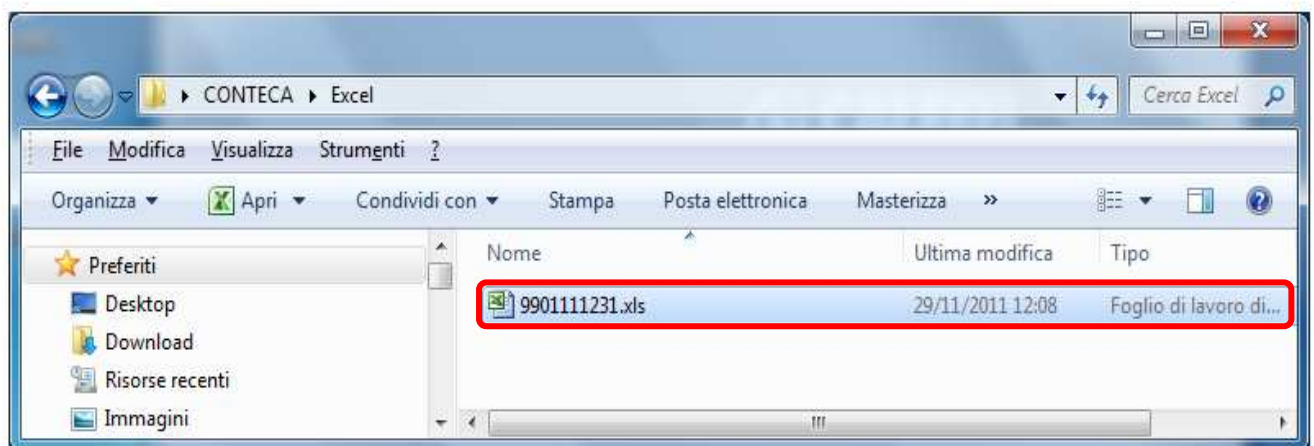 CONTECA Excel Cerca Excel
File Modifica Visualizza Strumenti ?
Organizza Apri Condividi con Stampa Posta elettronica Masterizza »
Preferiti
Desktop
Download
Risorse recenti
Immagini
Nome Ultima modifica Tipo
9901111231.xls 29/11/2011 12:08 Foglio di lavoro di...